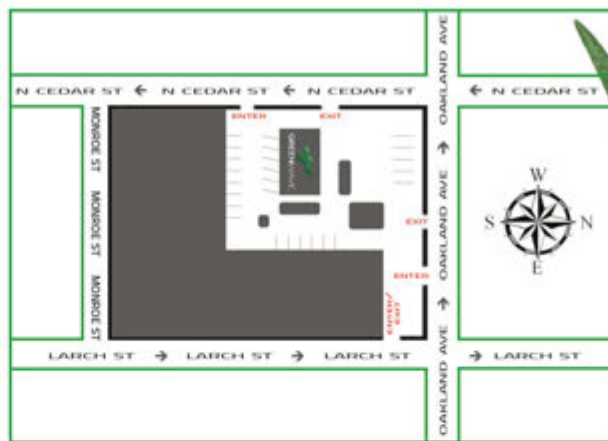 N CEDAR ST ← N CEDAR ST ← N CEDAR ST ← N CEDAR ST
OAKLAND AVE
ENTER
EXIT
MONROE ST
MONROE ST
MONROE ST
OAKLAND AVE
EXIT
ENTER
ENTER/
EXIT
W
S
N
E
LARCH ST → LARCH ST → LARCH ST → LARCH ST
OAKLAND AVE